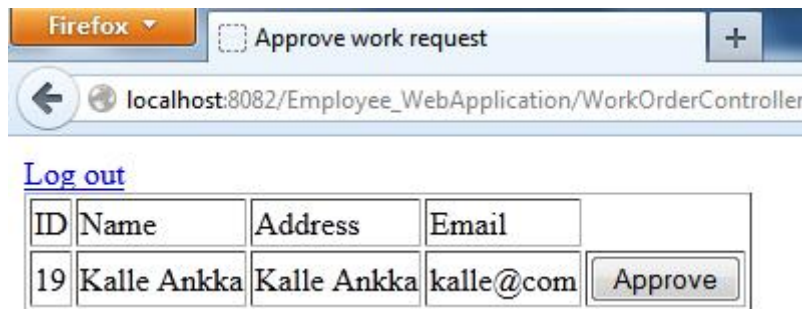 Firefox Approve work request +
localhost:8082/Employee_WebApplication/WorkOrderController
Log out
ID Name Address Email
19 Kalle Ankka Kalle Ankka kalle@com Approve